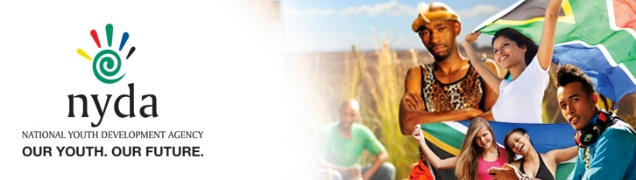 nyda
NATIONAL YOUTH DEVELOPMENT AGENCY
OUR YOUTH. OUR FUTURE.